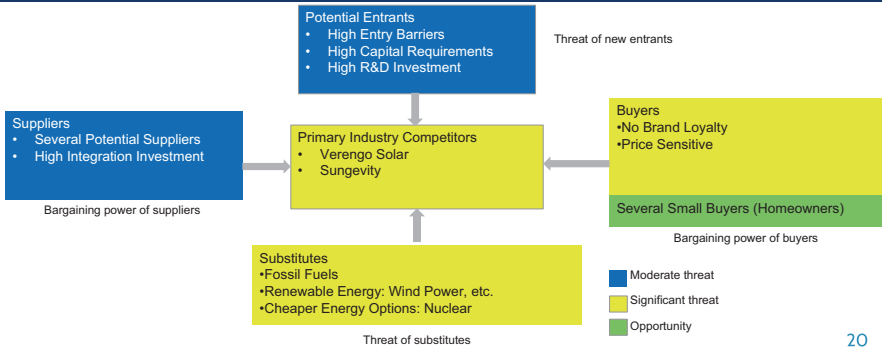 Potential Entrants
• High Entry Barriers
• High Capital Requirements
• High R&D Investment
Threat of new entrants
Suppliers
• Several Potential Suppliers
• High Integration Investment
Bargaining power of suppliers
Primary Industry Competitors
• Verengo Solar
• Sungevity
Buyers
•No Brand Loyalty
•Price Sensitive
Several Small Buyers (Homeowners)
Bargaining power of buyers
Substitutes
•Fossil Fuels
•Renewable Energy: Wind Power, etc.
•Cheaper Energy Options: Nuclear
Threat of substitutes
Moderate threat
Significant threat
Opportunity
20